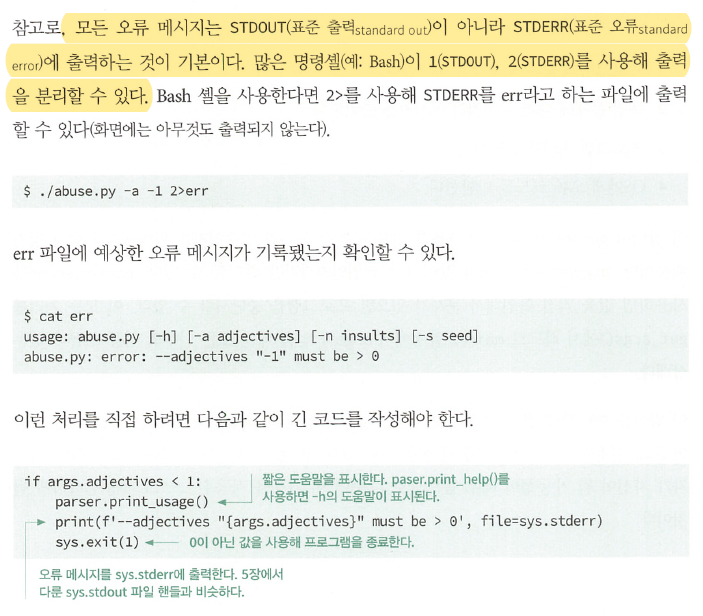 참고로, 모든 오류 메시지는 STDOUT(표준 출력standard out)이 아니라 STDERR(표준 오류standard
error)에 출력하는 것이 기본이다. 많은 명령셸(예: Bash)이 1(STDOUT), 2(STDERR)를 사용해 출력
을 분리할 수 있다. Bash 셸을 사용한다면 2>를 사용해 STDERR를 err라고 하는 파일에 출력
할 수 있다(화면에는 아무것도 출력되지 않는다).
$ ./abuse.py -a -1 2>err
err 파일에 예상한 오류 메시지가 기록됐는지 확인할 수 있다.
$ cat err
usage: abuse.py [-h] [-a adjectives] [-n insults] [-s seed]
abuse.py: error: --adjectives "-1" must be > 0
이런 처리를 직접 하려면 다음과 같이 긴 코드를 작성해야 한다.
if args.adjectives < 1:
짧은 도움말을 표시한다. paser.print_help()를
사용하면 -h의 도움말이 표시된다.
parser.print_usage()
print(f'--adjectives "{args.adjectives}" must be > 0', file=sys.stderr)
sys.exit(1)
0이 아닌 값을 사용해 프로그램을 종료한다.
오류 메시지를 sys.stderr에 출력한다. 5장에서
다룬 sys.stdout 파일 핸들과 비슷하다.